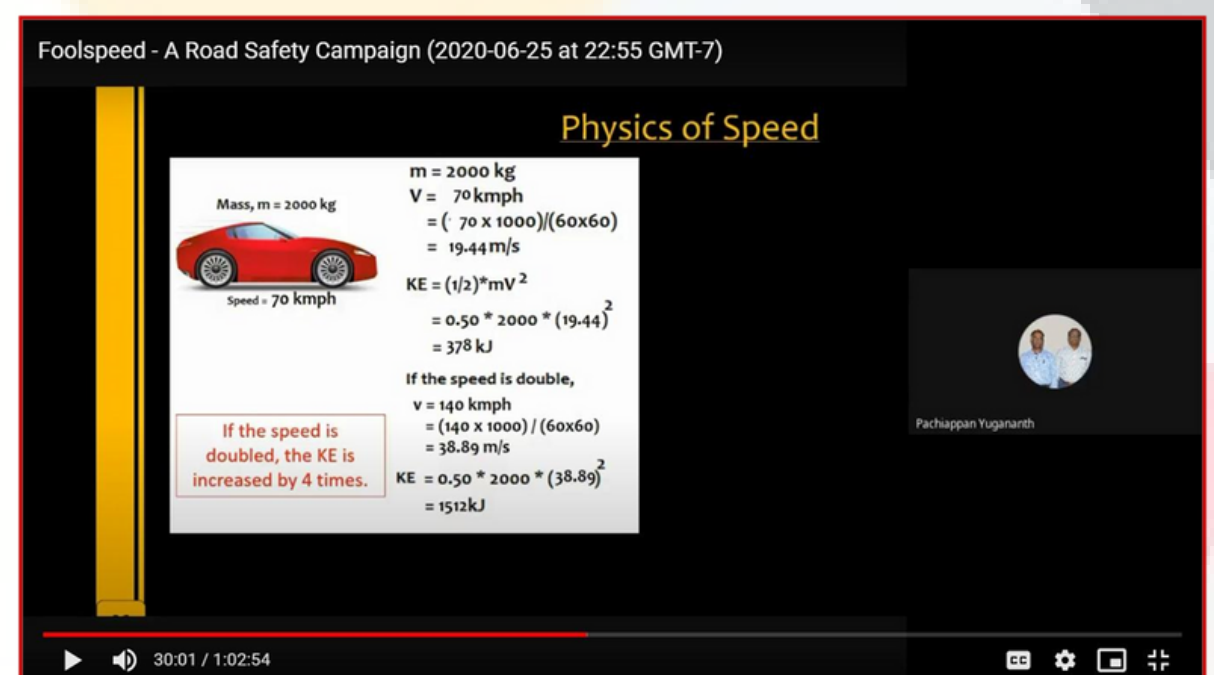 Foolspeed - A Road Safety Campaign (2020-06-25 at 22:55 GMT-7)
Physics of Speed
Mass, m = 2000 kg
Speed = 70 kmph
If the speed is
doubled, the KE is
increased by 4 times.
m = 2000 kg
V = 70 kmph
= ( 70 x 1000)/(60x60)
= 19.44 m/s
KE = (1/2)*mV²
= 0.50 * 2000 * (19.44)²
= 378 kJ
If the speed is double,
v = 140 kmph
= (140 x 1000) / (60x60)
= 38.89 m/s
KE = 0.50 * 2000 * (38.89)²
= 1512kJ
Pachiappan Yugananth
30:01 / 1:02:54
CC